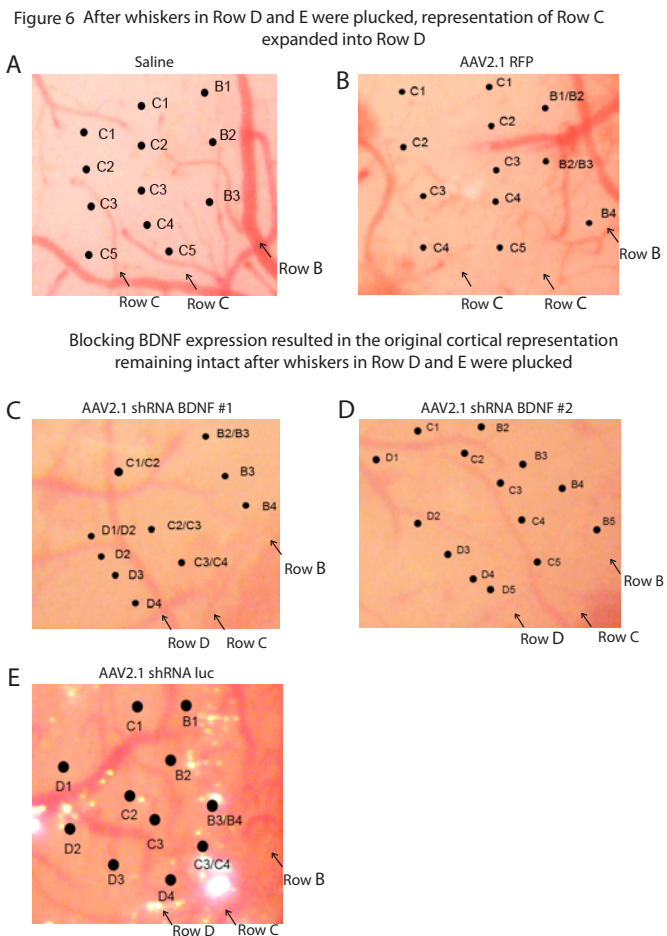 Figure 6 After whiskers in Row D and E were plucked, representation of Row C
expanded into Row D
A
Saline
B1
C1
C1
B2
C2
C2
C3
B3
C3
C4
C5
C5
Row B
Row C
Row C
B
AAV2.1 RFP
C1
C1
B1/B2
C2
C2
B2/B3
C3
C3
C4
B4
C4
C5
Row B
Row C
Row C
Blocking BDNF expression resulted in the original cortical representation
remaining intact after whiskers in Row D and E were plucked
C
AAV2.1 shRNA BDNF #1
B2/B3
C1/C2
B3
B4
D1/D2
C2/C3
D2
C3/C4
D3
D4
Row B
Row D
Row C
D
AAV2.1 shRNA BDNF #2
C1
B2
D1
C2
B3
C3
B4
D2
C4
B5
D3
C5
D4
D5
Row B
Row D
Row C
E
AAV2.1 shRNA luc
C1
B1
B2
D1
C2
B3/B4
D2
C3
C3/C4
D3
D4
Row B
Row D
Row C